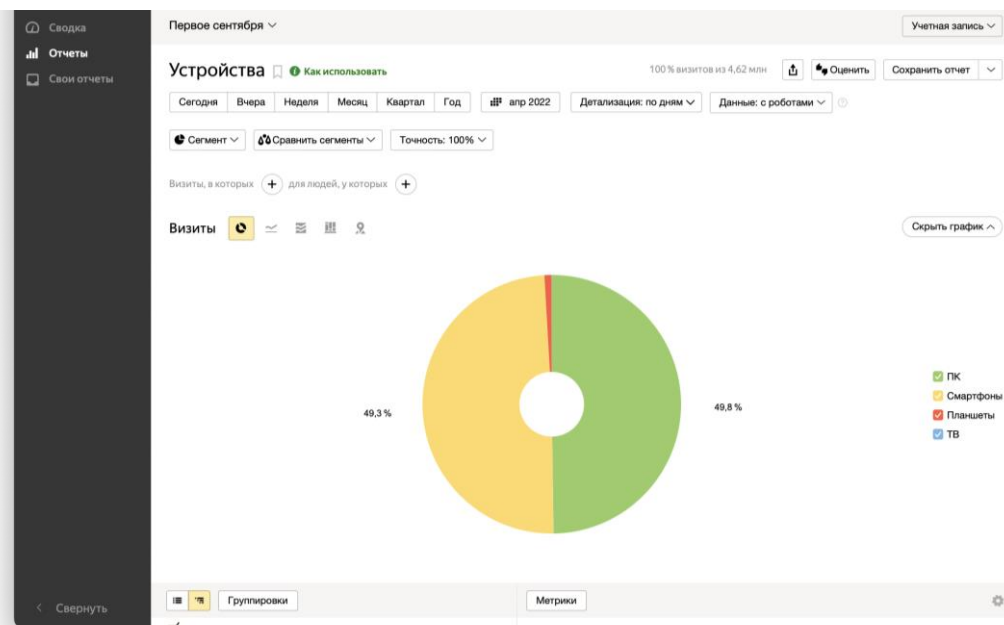 Сводка
Отчеты
Свои отчеты
Свернуть
Первое сентября
Учетная запись
Устройства Как использовать
100 % визитов из 4,62 млн Оценить Сохранить отчет
Сегодня Вчера Неделя Месяц Квартал Год апр 2022 Детализация: по дням Данные: с роботами
Сегмент Сравнить сегменты Точность: 100%
Визиты, в которых + для людей, у которых +
Визиты
Скрыть график
49,3 %
49,8 %
ПК
Смартфоны
Планшеты
ТВ
Группировки
Метрики